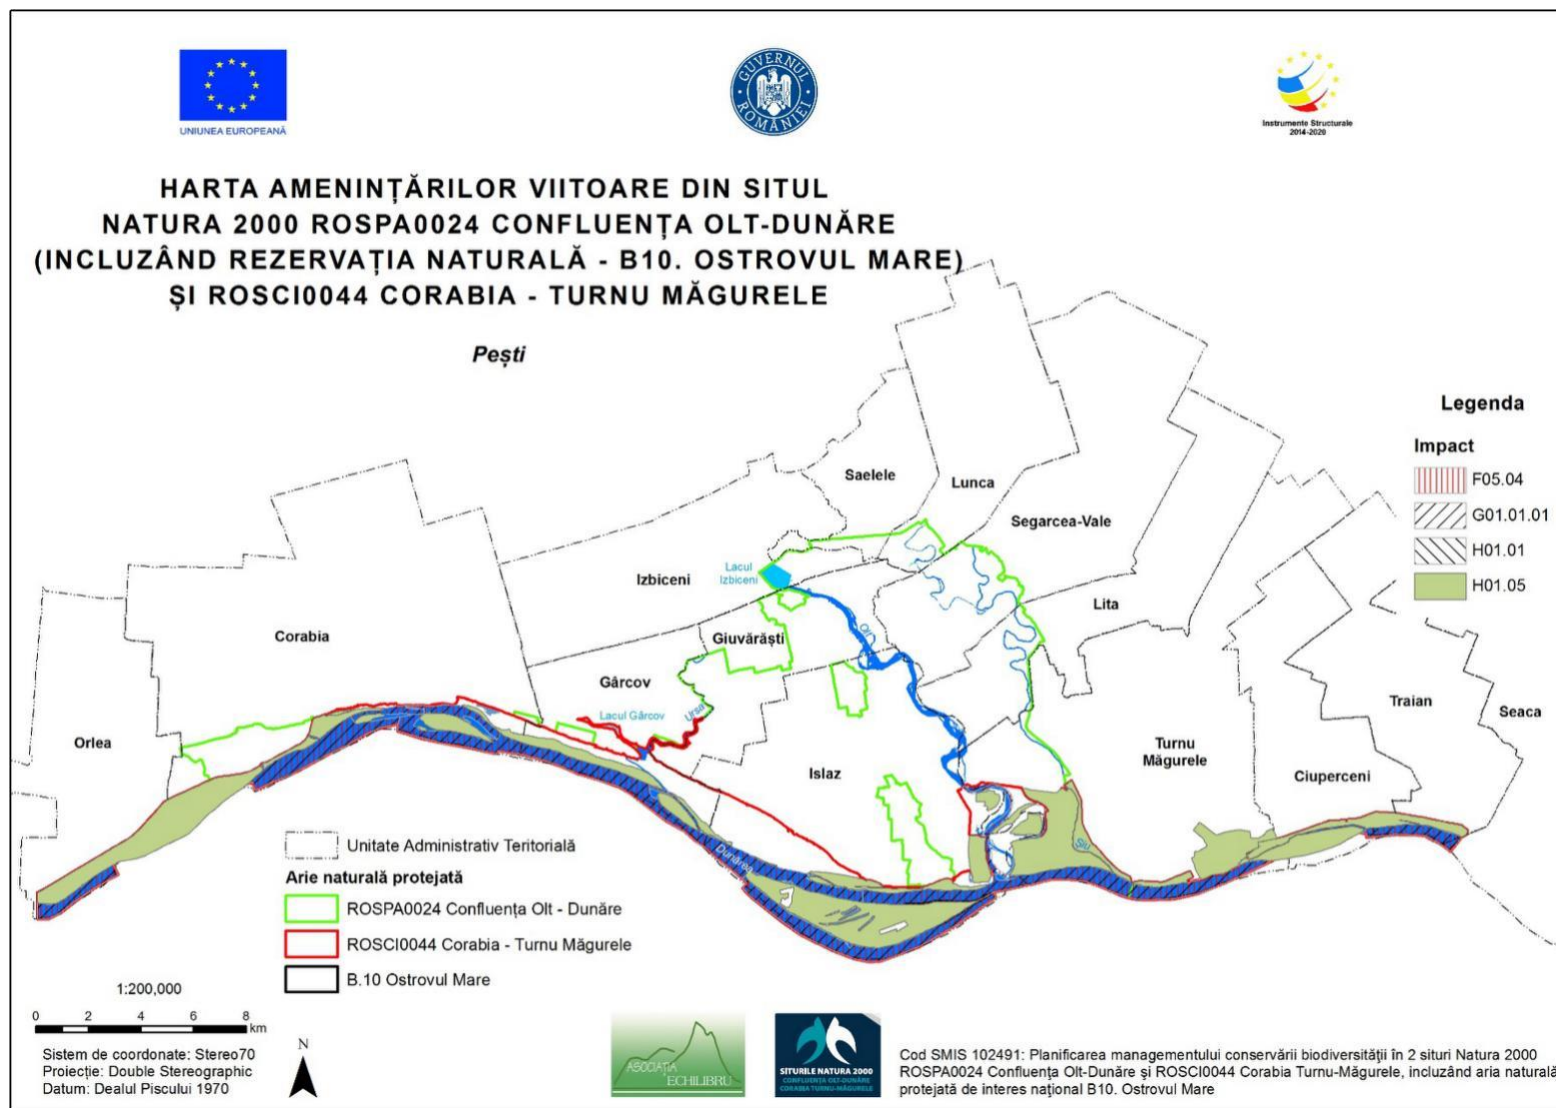 UNIUNEA EUROPEANĂ
GUVERNUL ROMÂNIEI
Instrumente Structurale
2014-2020
HARTA AMENINȚĂRILOR VIITOARE DIN SITUL
NATURA 2000 ROSPA0024 CONFLUENȚA OLT-DUNĂRE
(INCLUZÂND REZERVAȚIA NATURALĂ - B10. OSTROVUL MARE)
ȘI ROSCI0044 CORABIA - TURNU MĂGURELE
Pești
Legenda
Impact
F05.04
G01.01.01
H01.01
H01.05
Saelele
Lunca
Segarcea-Vale
Izbiceni
Lacul
Izbiceni
Lita
Corabia
Giuvărăști
Olt
Gârcov
Lacul Gârcov
Ursa
Traian
Seaca
Orlea
Turnu
Măgurele
Islaz
Ciuperceni
Siu
Dunărea
Unitate Administrativ Teritorială
Arie naturală protejată
ROSPA0024 Confluența Olt - Dunăre
ROSCI0044 Corabia - Turnu Măgurele
B.10 Ostrovul Mare
1:200,000
0 2 4 6 8
km
N
Sistem de coordonate: Stereo70
Proiecție: Double Stereographic
Datum: Dealul Piscului 1970
ASOCIAȚIA
ECHILIBRU
SITURILE NATURA 2000
CONFLUENȚA OLT-DUNĂRE
CORABIA TURNU-MĂGURELE
Cod SMIS 102491: Planificarea managementului conservării biodiversității în 2 situri Natura 2000
ROSPA0024 Confluența Olt-Dunăre și ROSCI0044 Corabia Turnu-Măgurele, incluzând aria naturală
protejată de interes național B10. Ostrovul Mare